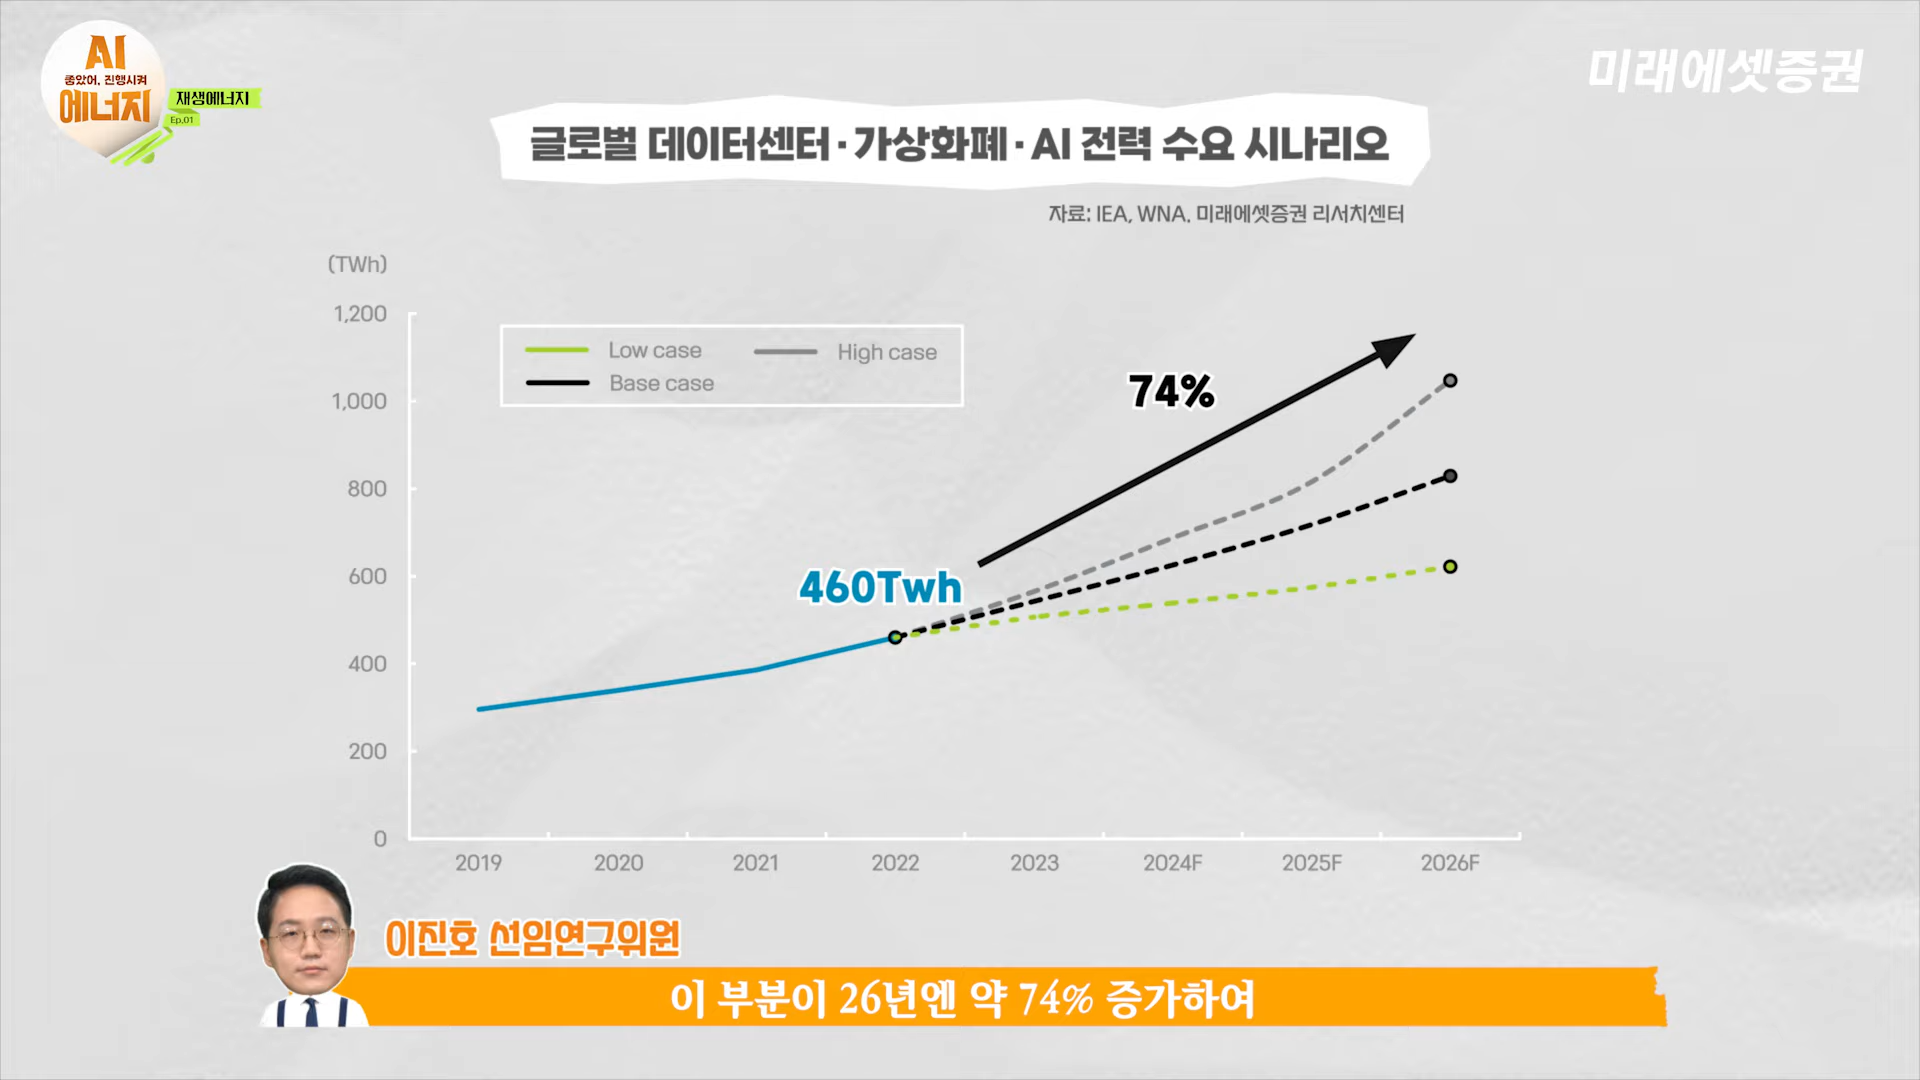 AI
좋았어, 진행시켜
에너지
재생에너지
Ep.01
미래에셋증권
글로벌 데이터센터·가상화폐·AI 전력 수요 시나리오
자료: IEA, WNA, 미래에셋증권 리서치센터
(TWh)
1,200
1,000
800
600
400
200
0
Low case
High case
Base case
74%
460Twh
2019
2020
2021
2022
2023
2024F
2025F
2026F
이진호 선임연구위원
이 부분이 26년엔 약 74% 증가하여